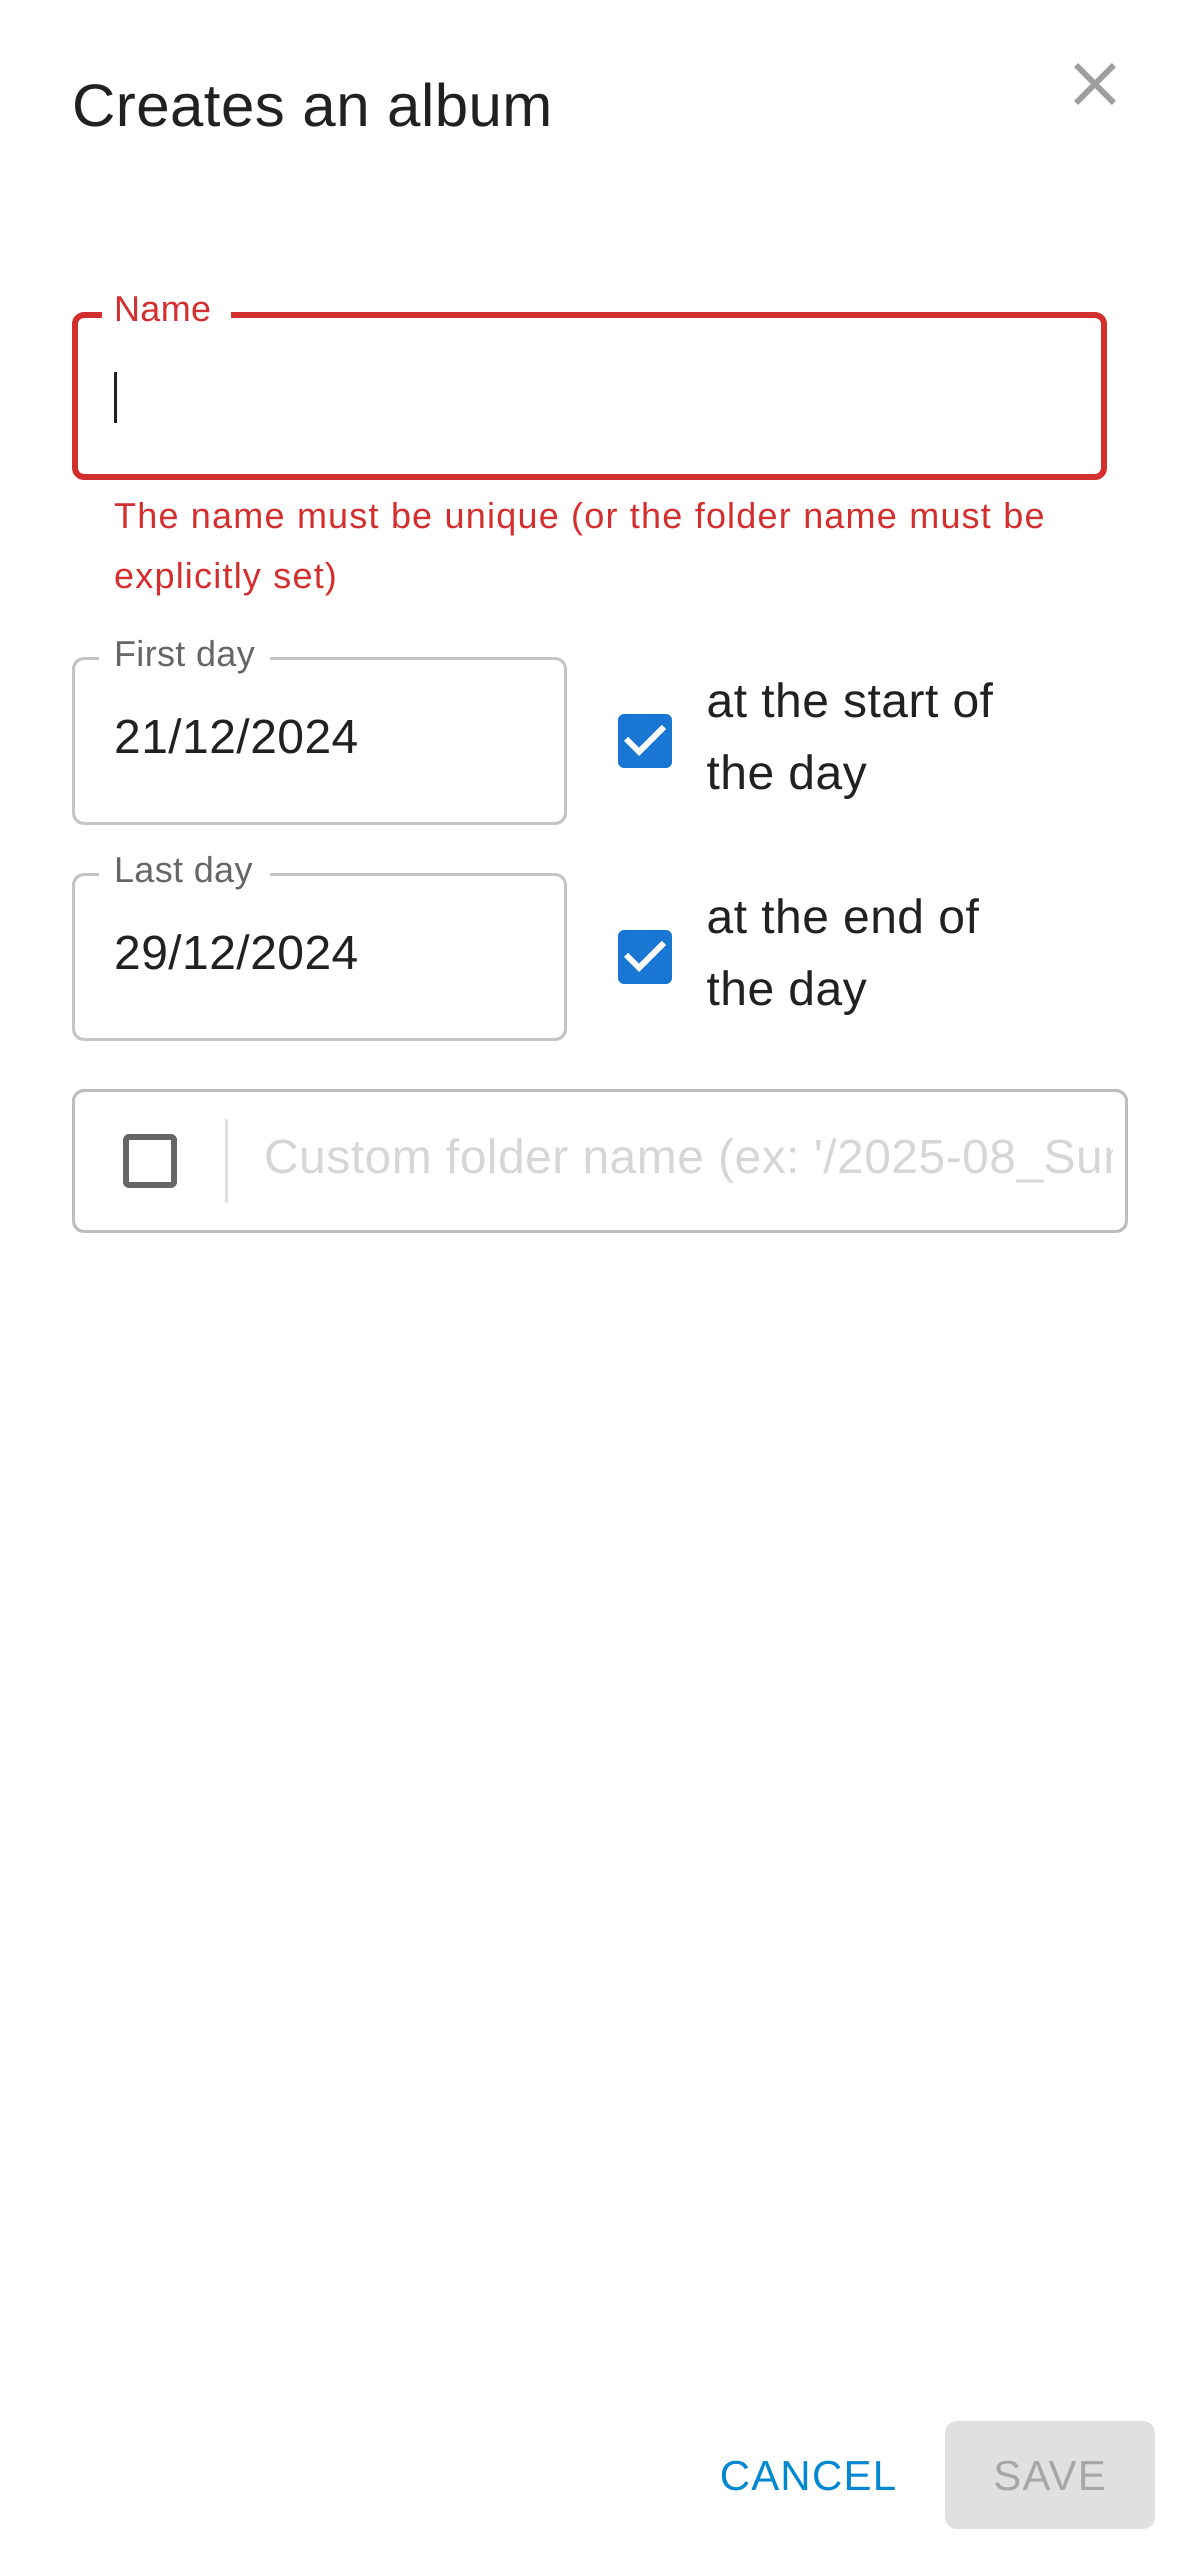 Creates an album
Name
The name must be unique (or the folder name must be
explicitly set)
First day
21/12/2024
at the start of
the day
Last day
29/12/2024
at the end of
the day
Custom folder name (ex: '/2025-08_Sur
CANCEL
SAVE